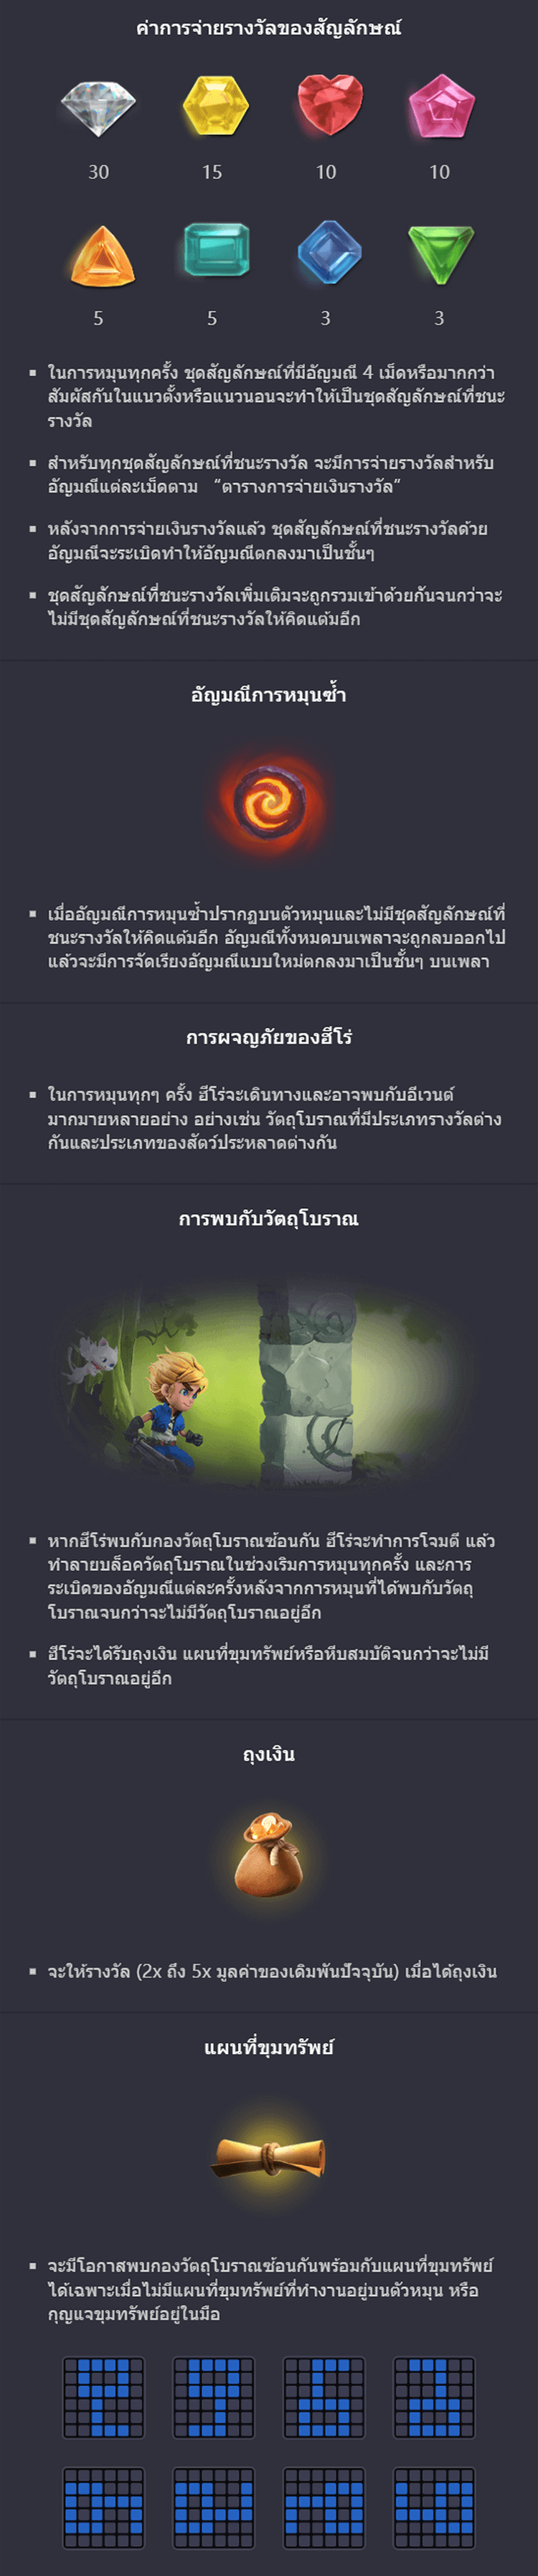 ค่าการจ่ายรางวัลของสัญลักษณ์
30 15 10 10
5 5 3 3
ในการหมุนทุกครั้ง ชุดสัญลักษณ์ที่มีอัญมณี 4 เม็ดหรือมากกว่า
สัมผัสกันในแนวตั้งหรือแนวนอนจะทำให้เป็นชุดสัญลักษณ์ที่ชนะ
รางวัล
สำหรับทุกชุดสัญลักษณ์ที่ชนะรางวัล จะมีการจ่ายรางวัลสำหรับ
อัญมณีแต่ละเม็ดตาม “ตารางการจ่ายเงินรางวัล”
หลังจากการจ่ายเงินรางวัลแล้ว ชุดสัญลักษณ์ที่ชนะรางวัลด้วย
อัญมณีจะระเบิดทำให้อัญมณีตกลงมาเป็นชั้นๆ
ชุดสัญลักษณ์ที่ชนะรางวัลเพิ่มเติมจะถูกรวมเข้าด้วยกันจนกว่าจะ
ไม่มีชุดสัญลักษณ์ที่ชนะรางวัลให้คิดแต้มอีก
อัญมณีการหมุนซ้ำ
เมื่ออัญมณีการหมุนซ้ำปรากฏบนตัวหมุนและไม่มีชุดสัญลักษณ์ที่
ชนะรางวัลให้คิดแต้มอีก อัญมณีทั้งหมดบนเพลาจะถูกลบออกไป
แล้วจะมีการจัดเรียงอัญมณีแบบใหม่ตกลงมาเป็นชั้นๆ บนเพลา
การผจญภัยของฮีโร่
ในการหมุนทุกๆ ครั้ง ฮีโร่จะเดินทางและอาจพบกับอีเวนต์
มากมายหลายอย่าง อย่างเช่น วัตถุโบราณที่มีประเภทรางวัลต่าง
กันและประเภทของสัตว์ประหลาดต่างกัน
การพบกับวัตถุโบราณ
หากฮีโร่พบกับกองวัตถุโบราณซ้อนกัน ฮีโร่จะทำการโจมตี แล้ว
ทำลายบล็อควัตถุโบราณในช่วงเริมการหมุนทุกครั้ง และการ
ระเบิดของอัญมณีแต่ละครั้งหลังจากการหมุนที่ได้พบกับวัตถุ
โบราณจนกว่าจะไม่มีวัตถุโบราณอยู่อีก
ฮีโร่จะได้รับถุงเงิน แผนที่ขุมทรัพย์หรือหีบสมบัติจนกว่าจะไม่มี
วัตถุโบราณอยู่อีก
ถุงเงิน
จะให้รางวัล (2x ถึง 5x มูลค่าของเดิมพันปัจจุบัน) เมื่อได้ถุงเงิน
แผนที่ขุมทรัพย์
จะมีโอกาสพบกองวัตถุโบราณซ้อนกันพร้อมกับแผนที่ขุมทรัพย์
ได้เฉพาะเมื่อไม่มีแผนที่ขุมทรัพย์ที่ทำงานอยู่บนตัวหมุน หรือ
กุญแจขุมทรัพย์อยู่ในมือ